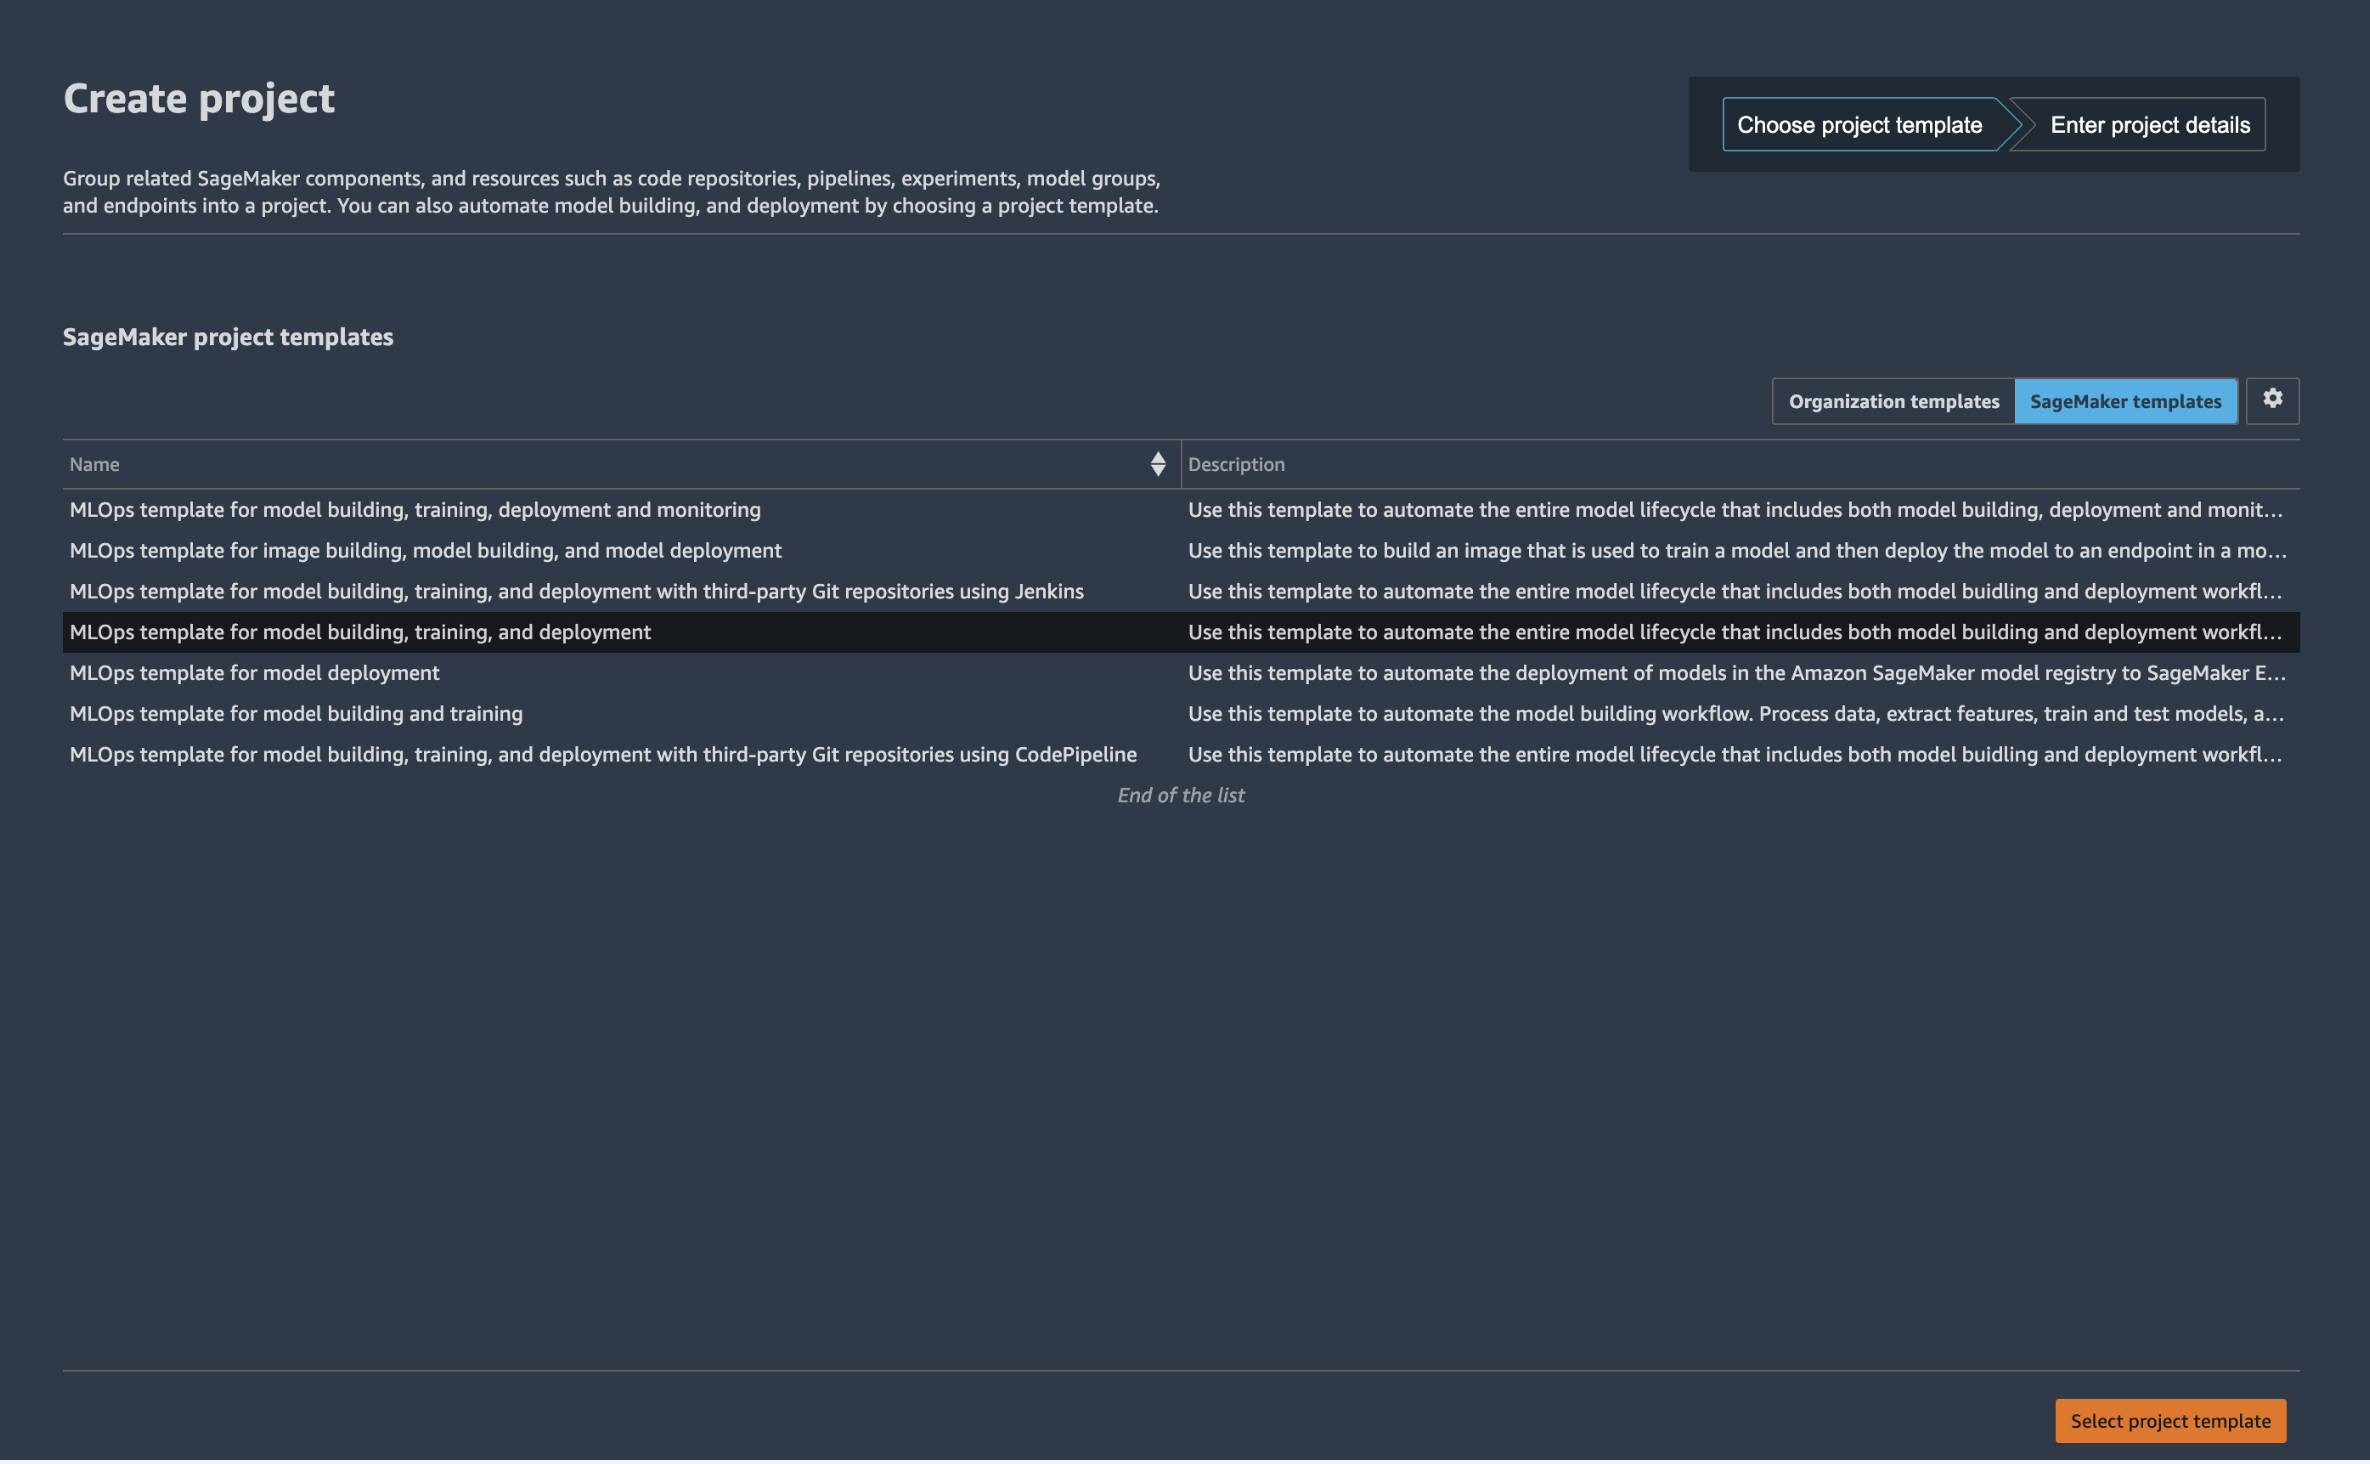 Create project
Choose project template
Enter project details
Group related SageMaker components, and resources such as code repositories, pipelines, experiments, model groups,
and endpoints into a project. You can also automate model building, and deployment by choosing a project template.
SageMaker project templates
Organization templates
SageMaker templates
Name
Description
MLOps template for model building, training, deployment and monitoring
Use this template to automate the entire model lifecycle that includes both model building, deployment and monit...
MLOps template for image building, model building, and model deployment
Use this template to build an image that is used to train a model and then deploy the model to an endpoint in a mo...
MLOps template for model building, training, and deployment with third-party Git repositories using Jenkins
Use this template to automate the entire model lifecycle that includes both model buidling and deployment workfl...
MLOps template for model building, training, and deployment
Use this template to automate the entire model lifecycle that includes both model building and deployment workfl...
MLOps template for model deployment
Use this template to automate the deployment of models in the Amazon SageMaker model registry to SageMaker E...
MLOps template for model building and training
Use this template to automate the model building workflow. Process data, extract features, train and test models, a...
MLOps template for model building, training, and deployment with third-party Git repositories using CodePipeline
Use this template to automate the entire model lifecycle that includes both model buidling and deployment workfl...
End of the list
Select project template